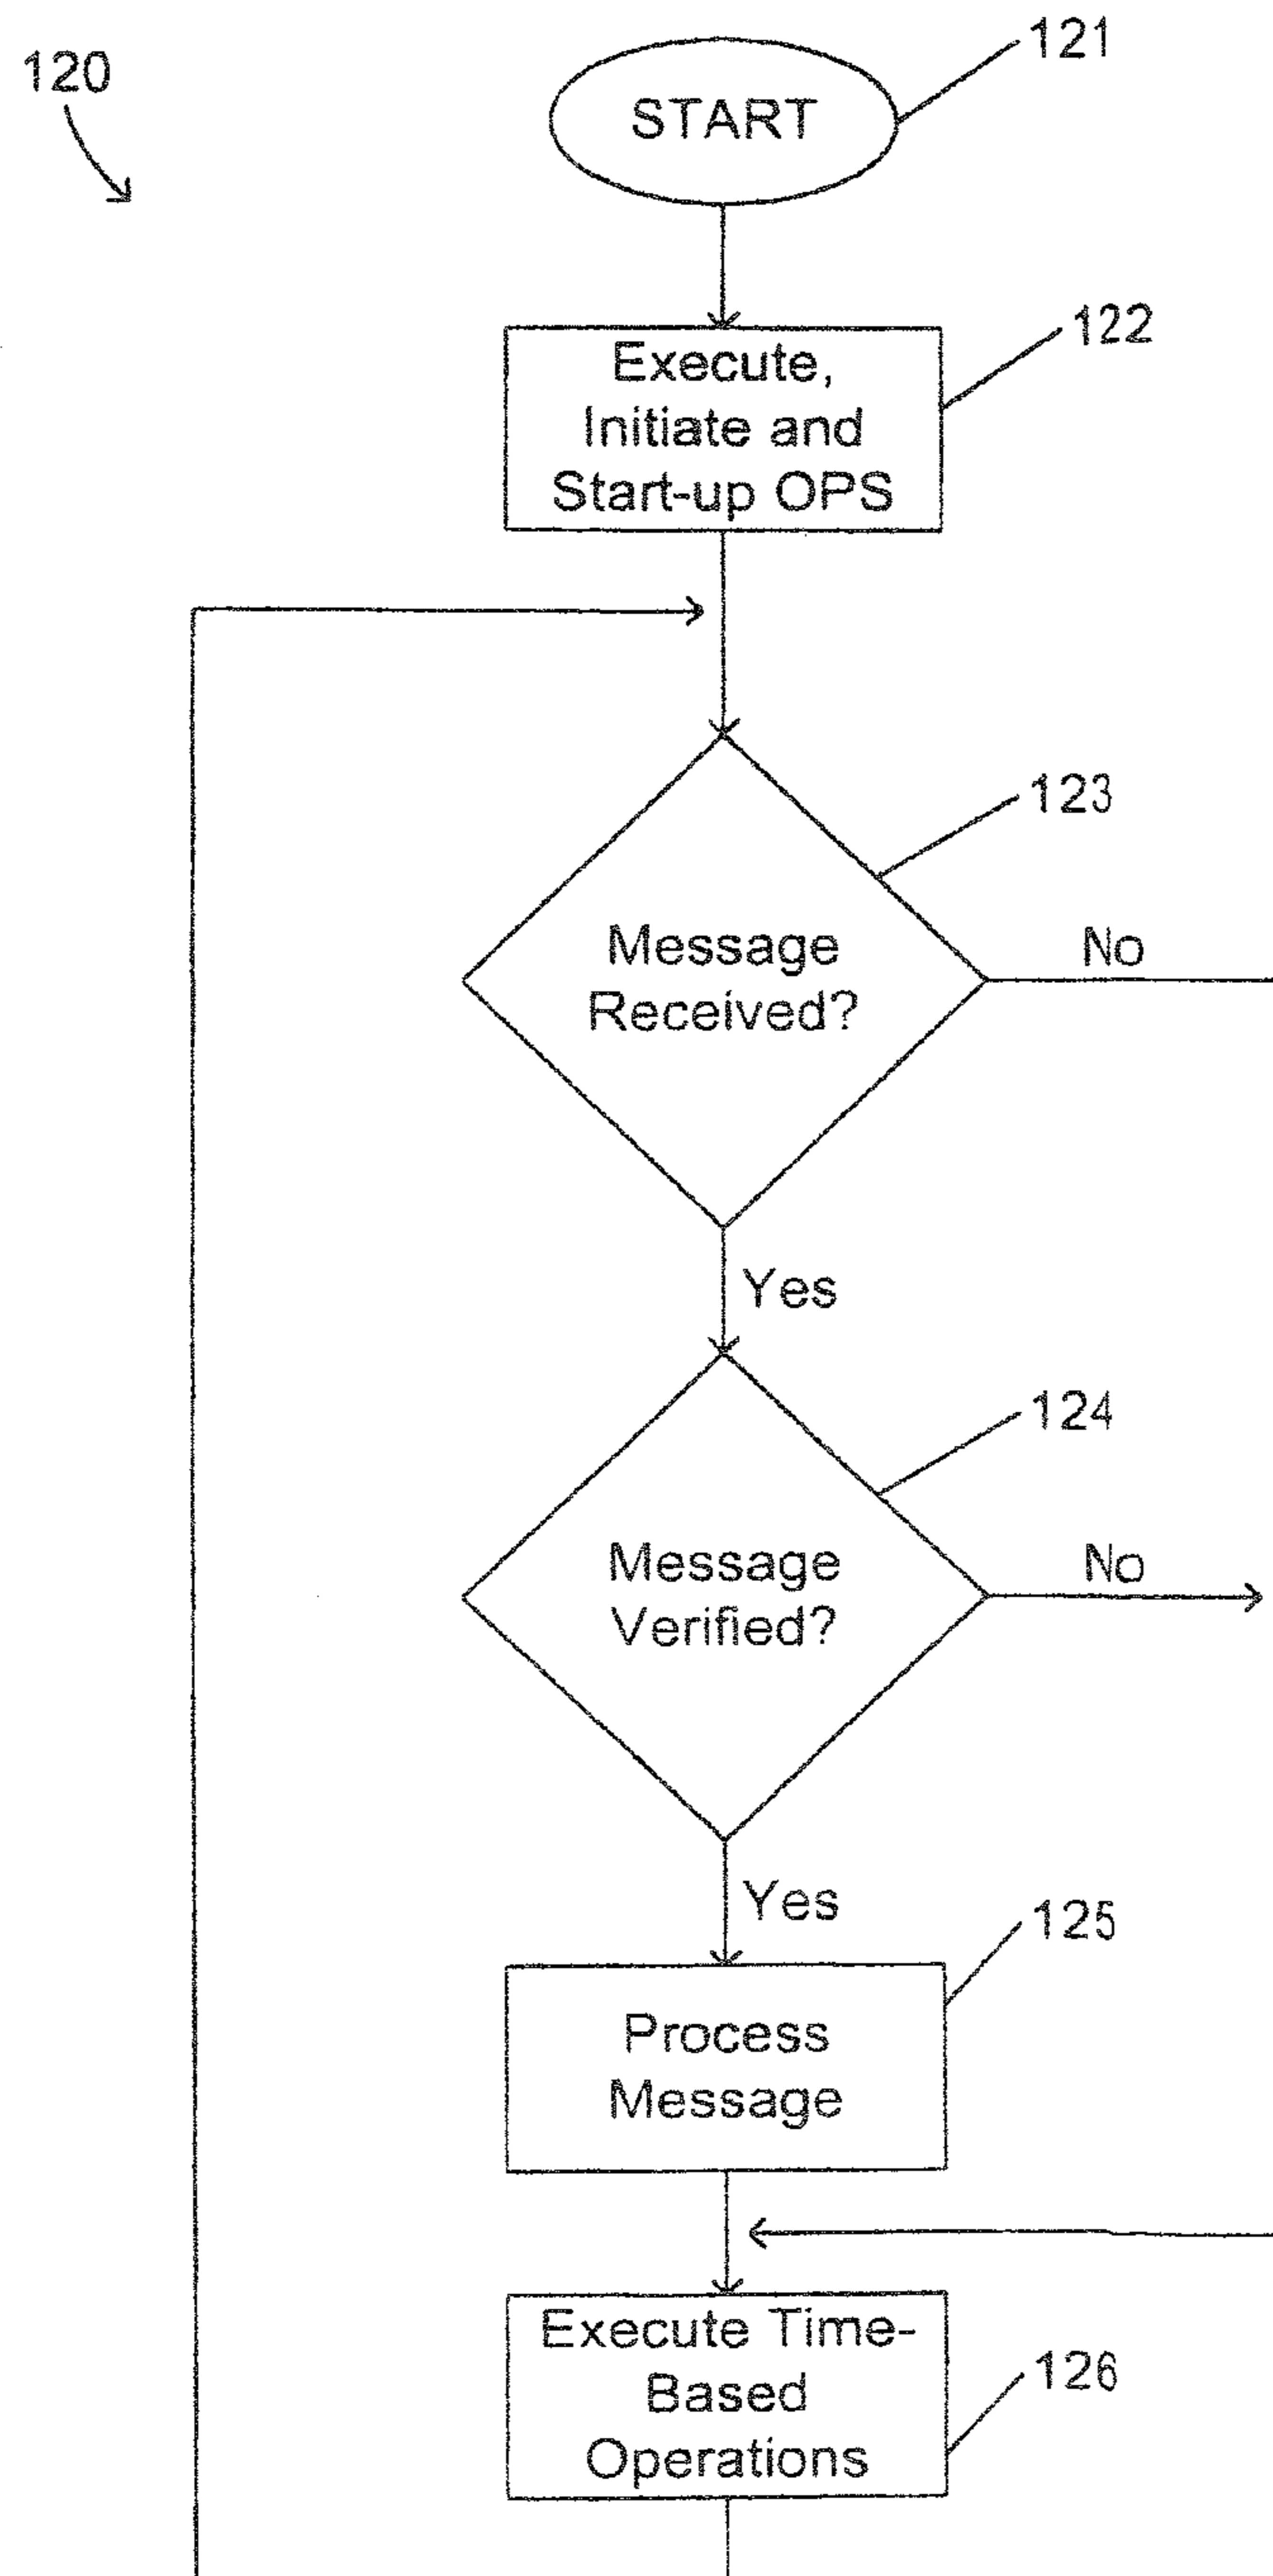 120
121
START
122
Execute,
Initiate and
Start-up OPS
123
Message
Received?
No
Yes
124
Message
Verified?
No
Yes
125
Process
Message
Execute Time-
Based
Operations
126